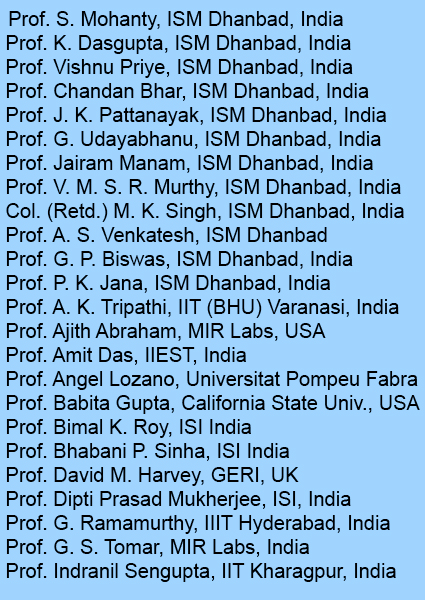 Prof. S. Mohanty, ISM Dhanbad, India
Prof. K. Dasgupta, ISM Dhanbad, India
Prof. Vishnu Priye, ISM Dhanbad, India
Prof. Chandan Bhar, ISM Dhanbad, India
Prof. J. K. Pattanayak, ISM Dhanbad, India
Prof. G. Udayabhanu, ISM Dhanbad, India
Prof. Jairam Manam, ISM Dhanbad, India
Prof. V. M. S. R. Murthy, ISM Dhanbad, India
Col. (Retd.) M. K. Singh, ISM Dhanbad, India
Prof. A. S. Venkatesh, ISM Dhanbad
Prof. G. P. Biswas, ISM Dhanbad, India
Prof. P. K. Jana, ISM Dhanbad, India
Prof. A. K. Tripathi, IIT (BHU) Varanasi, India
Prof. Ajith Abraham, MIR Labs, USA
Prof. Amit Das, IIEST, India
Prof. Angel Lozano, Universitat Pompeu Fabra
Prof. Babita Gupta, California State Univ., USA
Prof. Bimal K. Roy, ISI India
Prof. Bhabani P. Sinha, ISI India
Prof. David M. Harvey, GERI, UK
Prof. Dipti Prasad Mukherjee, ISI, India
Prof. G. Ramamurthy, IIIT Hyderabad, India
Prof. G. S. Tomar, MIR Labs, India
Prof. Indranil Sengupta, IIT Kharagpur, India